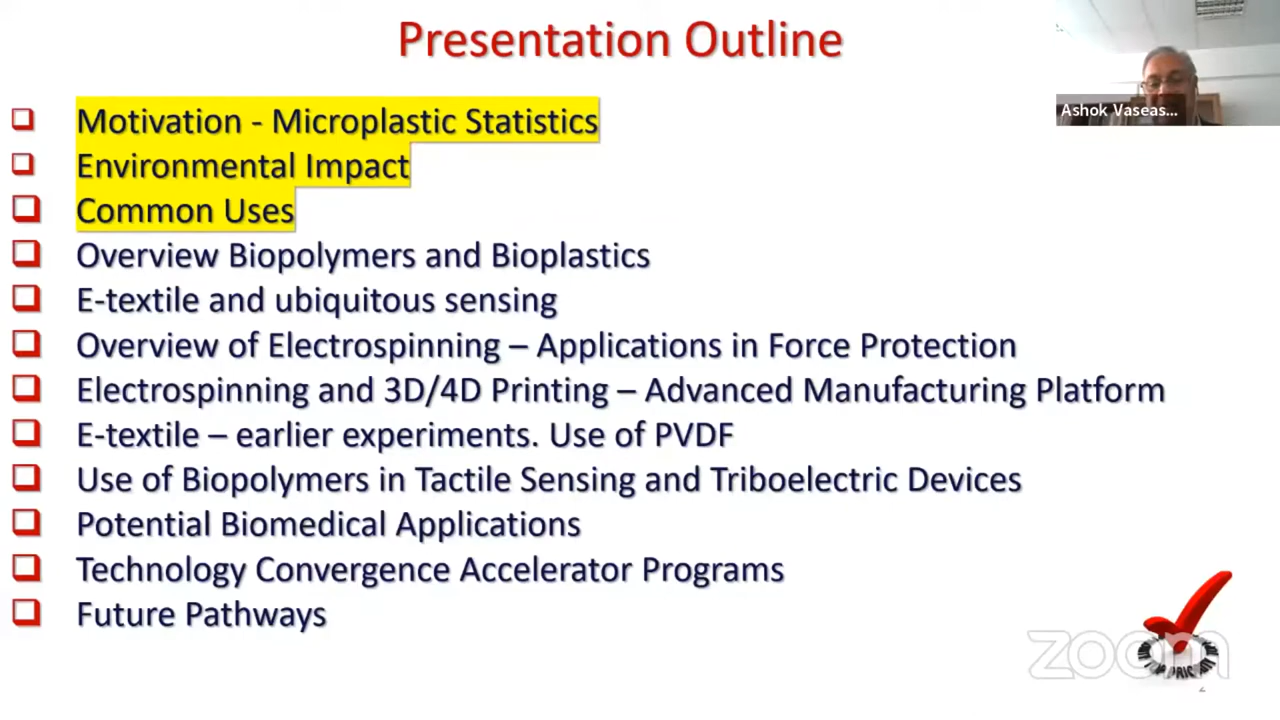 Presentation Outline
Ashok Vaseas...
Motivation - Microplastic Statistics
Environmental Impact
Common Uses
Overview Biopolymers and Bioplastics
E-textile and ubiquitous sensing
Overview of Electrospinning – Applications in Force Protection
Electrospinning and 3D/4D Printing – Advanced Manufacturing Platform
E-textile – earlier experiments. Use of PVDF
Use of Biopolymers in Tactile Sensing and Triboelectric Devices
Potential Biomedical Applications
Technology Convergence Accelerator Programs
Future Pathways
zoom
2